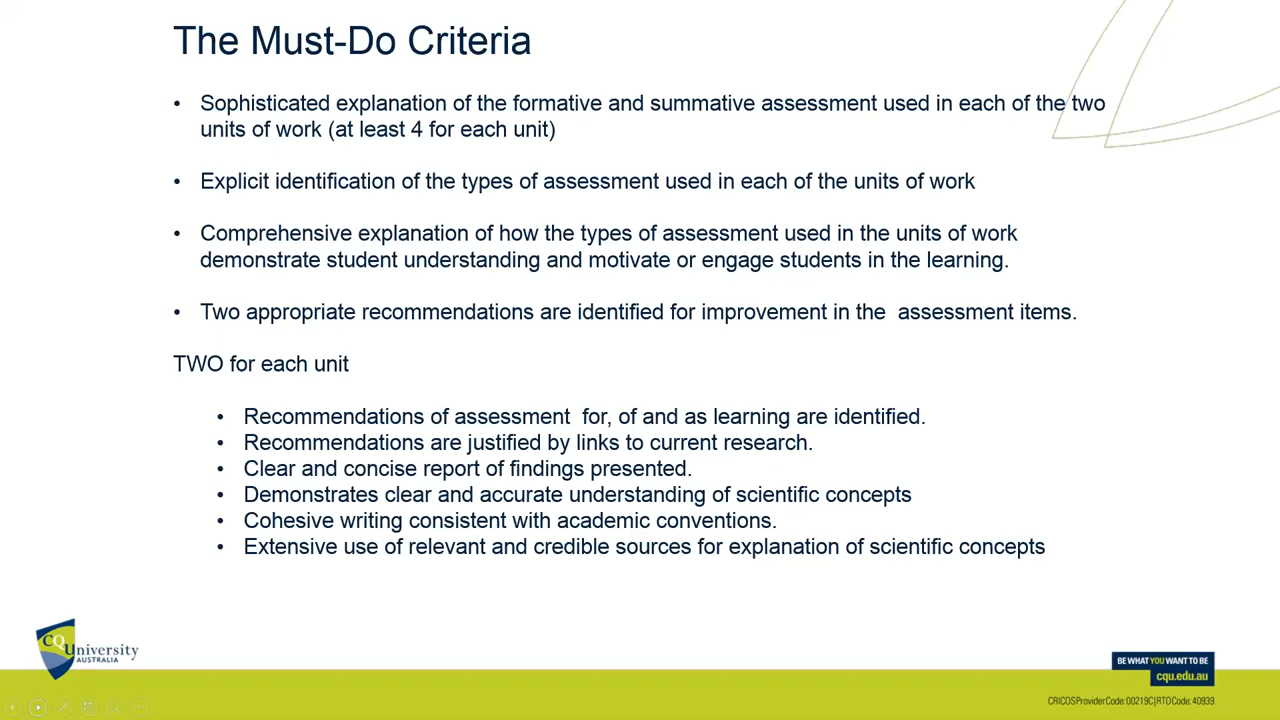 The Must-Do Criteria
• Sophisticated explanation of the formative and summative assessment used in each of the two
units of work (at least 4 for each unit)
• Explicit identification of the types of assessment used in each of the units of work
• Comprehensive explanation of how the types of assessment used in the units of work
demonstrate student understanding and motivate or engage students in the learning.
• Two appropriate recommendations are identified for improvement in the  assessment items.
TWO for each unit
• Recommendations of assessment  for, of and as learning are identified.
• Recommendations are justified by links to current research.
• Clear and concise report of findings presented.
• Demonstrates clear and accurate understanding of scientific concepts
• Cohesive writing consistent with academic conventions.
• Extensive use of relevant and credible sources for explanation of scientific concepts
CQUniversity
AUSTRALIA
BE WHAT YOU WANT TO BE
cqu.edu.au
CRICOSProviderCode:00219C|RTOCode:40939